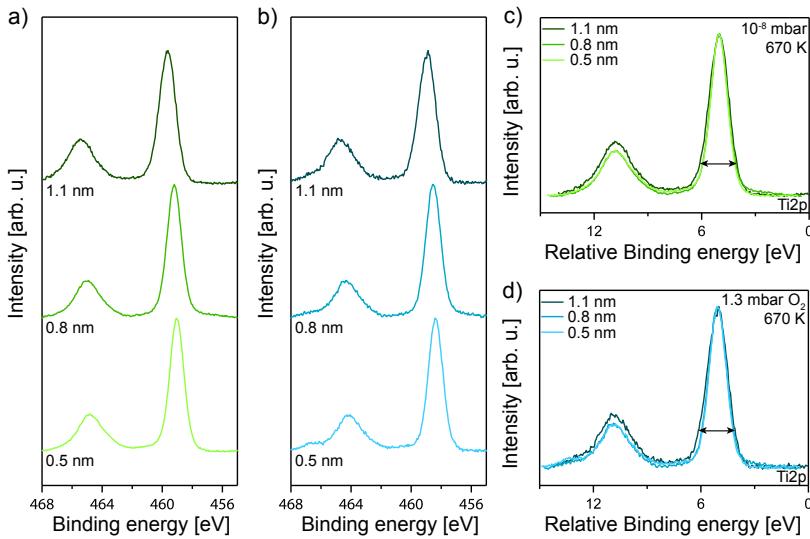 a)
Intensity [arb. u.]
1.1 nm
0.8 nm
0.5 nm
468 464 460 456
Binding energy [eV]
b)
Intensity [arb. u.]
1.1 nm
0.8 nm
0.5 nm
468 464 460 456
Binding energy [eV]
c)
Intensity [arb. u.]
1.1 nm
0.8 nm
0.5 nm
10⁻⁸ mbar
670 K
Ti2p
12 6 0
Relative Binding energy [eV]
d)
Intensity [arb. u.]
1.1 nm
0.8 nm
0.5 nm
1.3 mbar O₂
670 K
Ti2p
12 6 0
Relative Binding energy [eV]